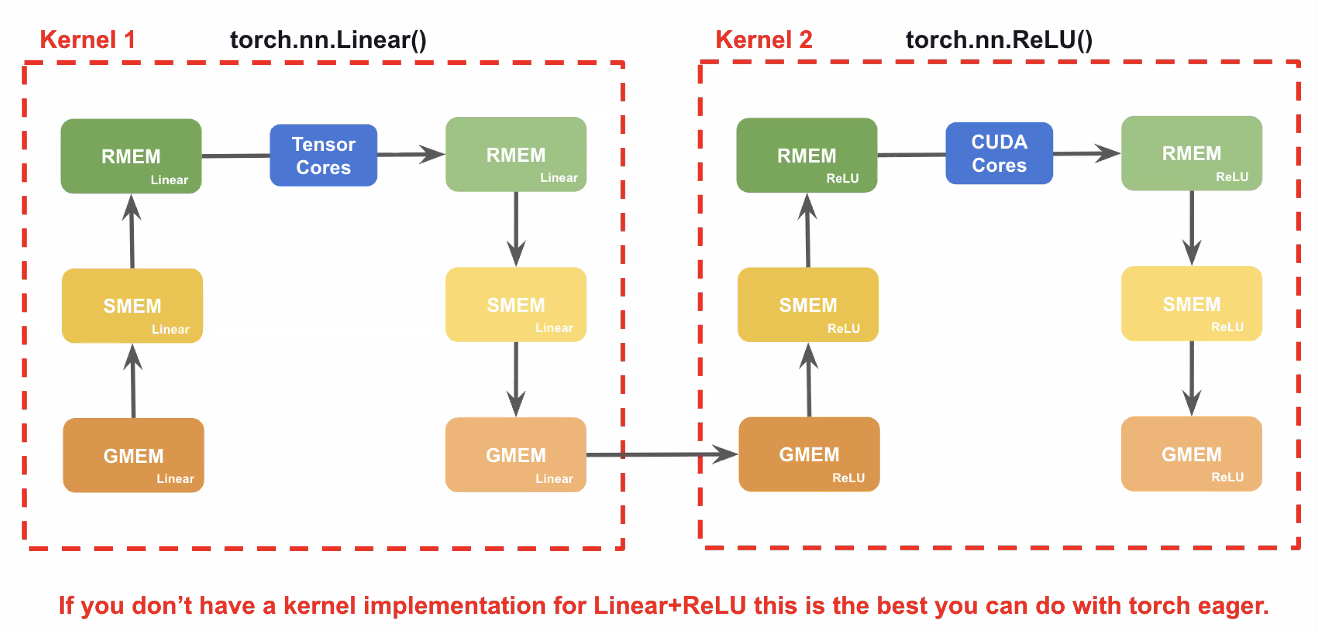 Kernel 1
torch.nn.Linear()
Kernel 2
torch.nn.ReLU()
RMEM
Linear
Tensor
Cores
RMEM
Linear
SMEM
Linear
SMEM
Linear
GMEM
Linear
GMEM
Linear
RMEM
ReLU
CUDA
Cores
RMEM
ReLU
SMEM
ReLU
SMEM
ReLU
GMEM
ReLU
GMEM
ReLU
If you don’t have a kernel implementation for Linear+ReLU this is the best you can do with torch eager.